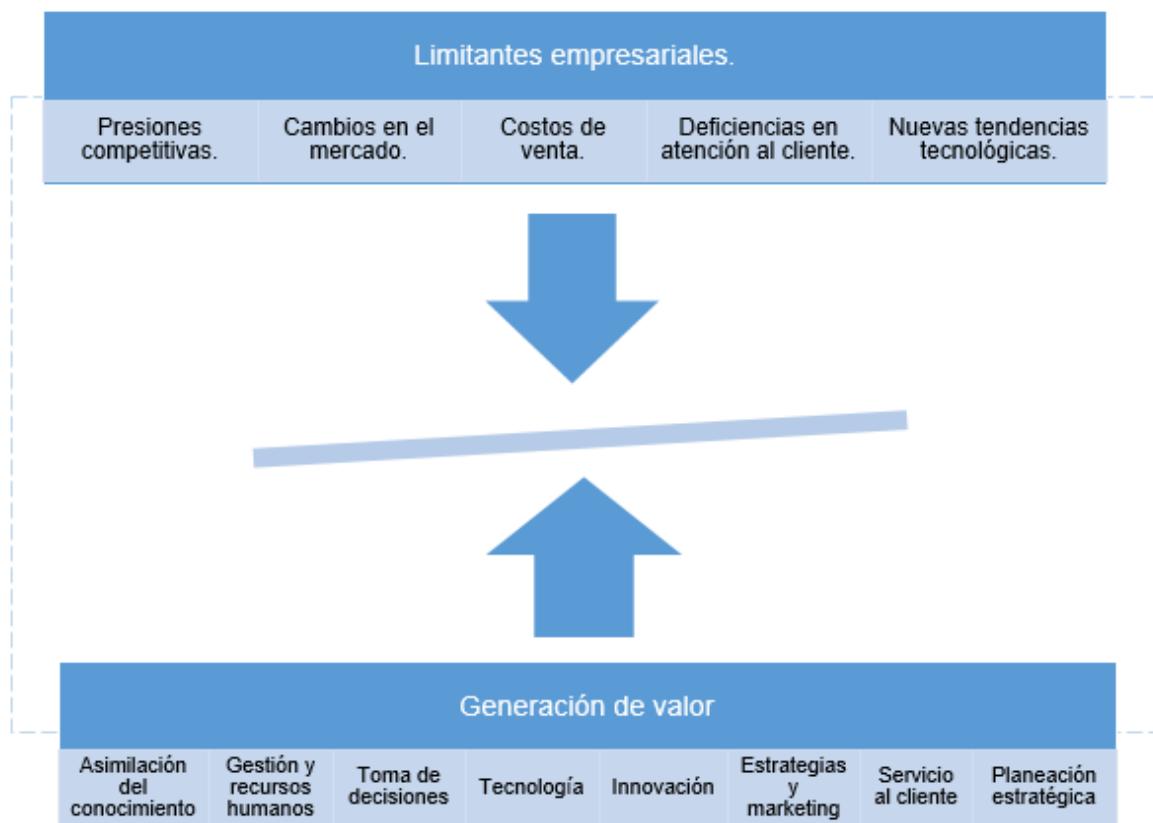 Limitantes empresariales.
Presiones
competitivas.
Cambios en el
mercado.
Costos de
venta.
Deficiencias en
atención al cliente.
Nuevas tendencias
tecnológicas.
Generación de valor
Asimilación
del
conocimiento
Gestión y
recursos
humanos
Toma de
decisiones
Tecnología
Innovación
Estrategias
y
marketing
Servicio
al cliente
Planeación
estratégica